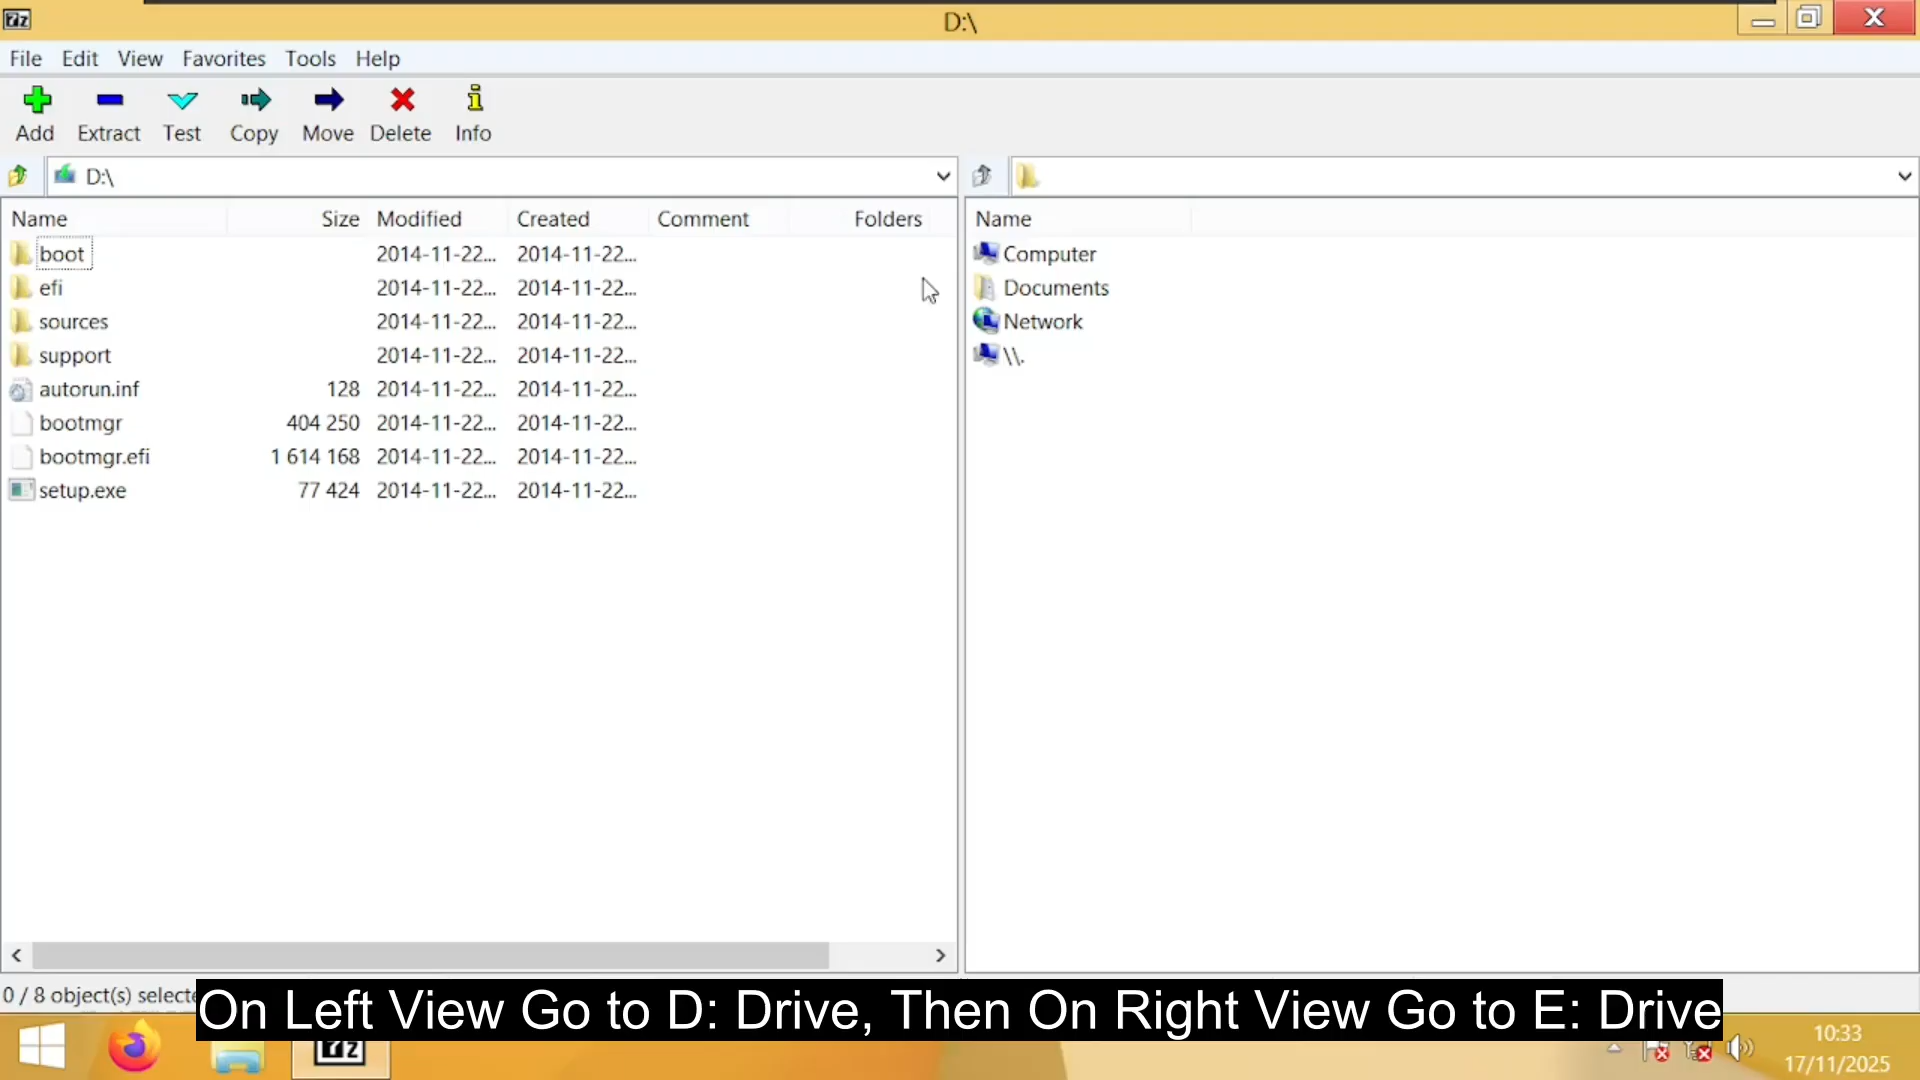 7z
D:\
File Edit View Favorites Tools Help
Add Extract Test Copy Move Delete Info
D:\
Name Size Modified Created Comment Folders
boot 2014-11-22... 2014-11-22...
efi 2014-11-22... 2014-11-22...
sources 2014-11-22... 2014-11-22...
support 2014-11-22... 2014-11-22...
autorun.inf 128 2014-11-22... 2014-11-22...
bootmgr 404 250 2014-11-22... 2014-11-22...
bootmgr.efi 1 614 168 2014-11-22... 2014-11-22...
setup.exe 77 424 2014-11-22... 2014-11-22...
Name
Computer
Documents
Network
\\.
0 / 8 object(s) selecte
On Left View Go to D: Drive, Then On Right View Go to E: Drive
7z
10:33
17/11/2025